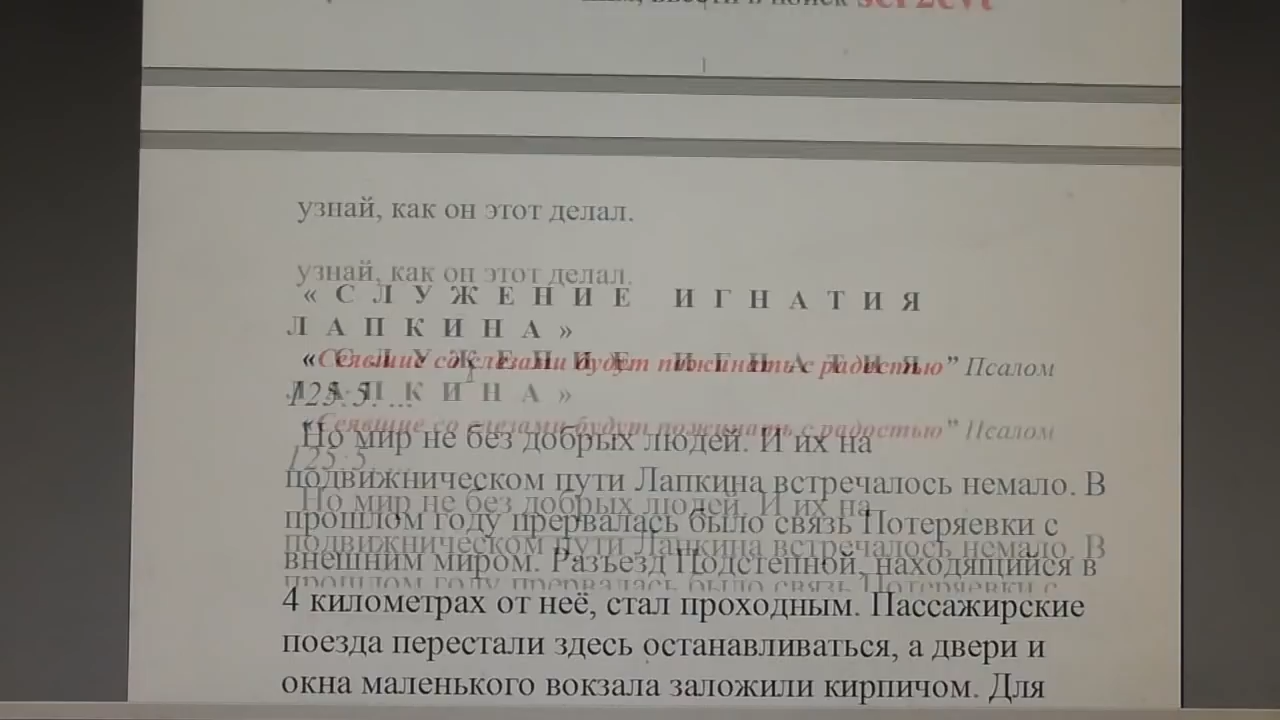 в поиск
узнай, как он этот делал.
узнай, как он этот делал.
« С Л У Ж Е Н И Е И Г Н А Т И Я
Л А П К И Н А »
«Сеявшие со слезами будут пожинать с радостью” Псалом
125:5. ...
Но мир не без добрых людей. И их на
подвижническом пути Лапкина встречалось немало. В
прошлом году прервалась было связь Потеряевки с
внешним миром. Разъезд Подстепной, находящийся в
4 километрах от неё, стал проходным. Пассажирские
поезда перестали здесь останавливаться, а двери и
окна маленького вокзала заложили кирпичом. Для